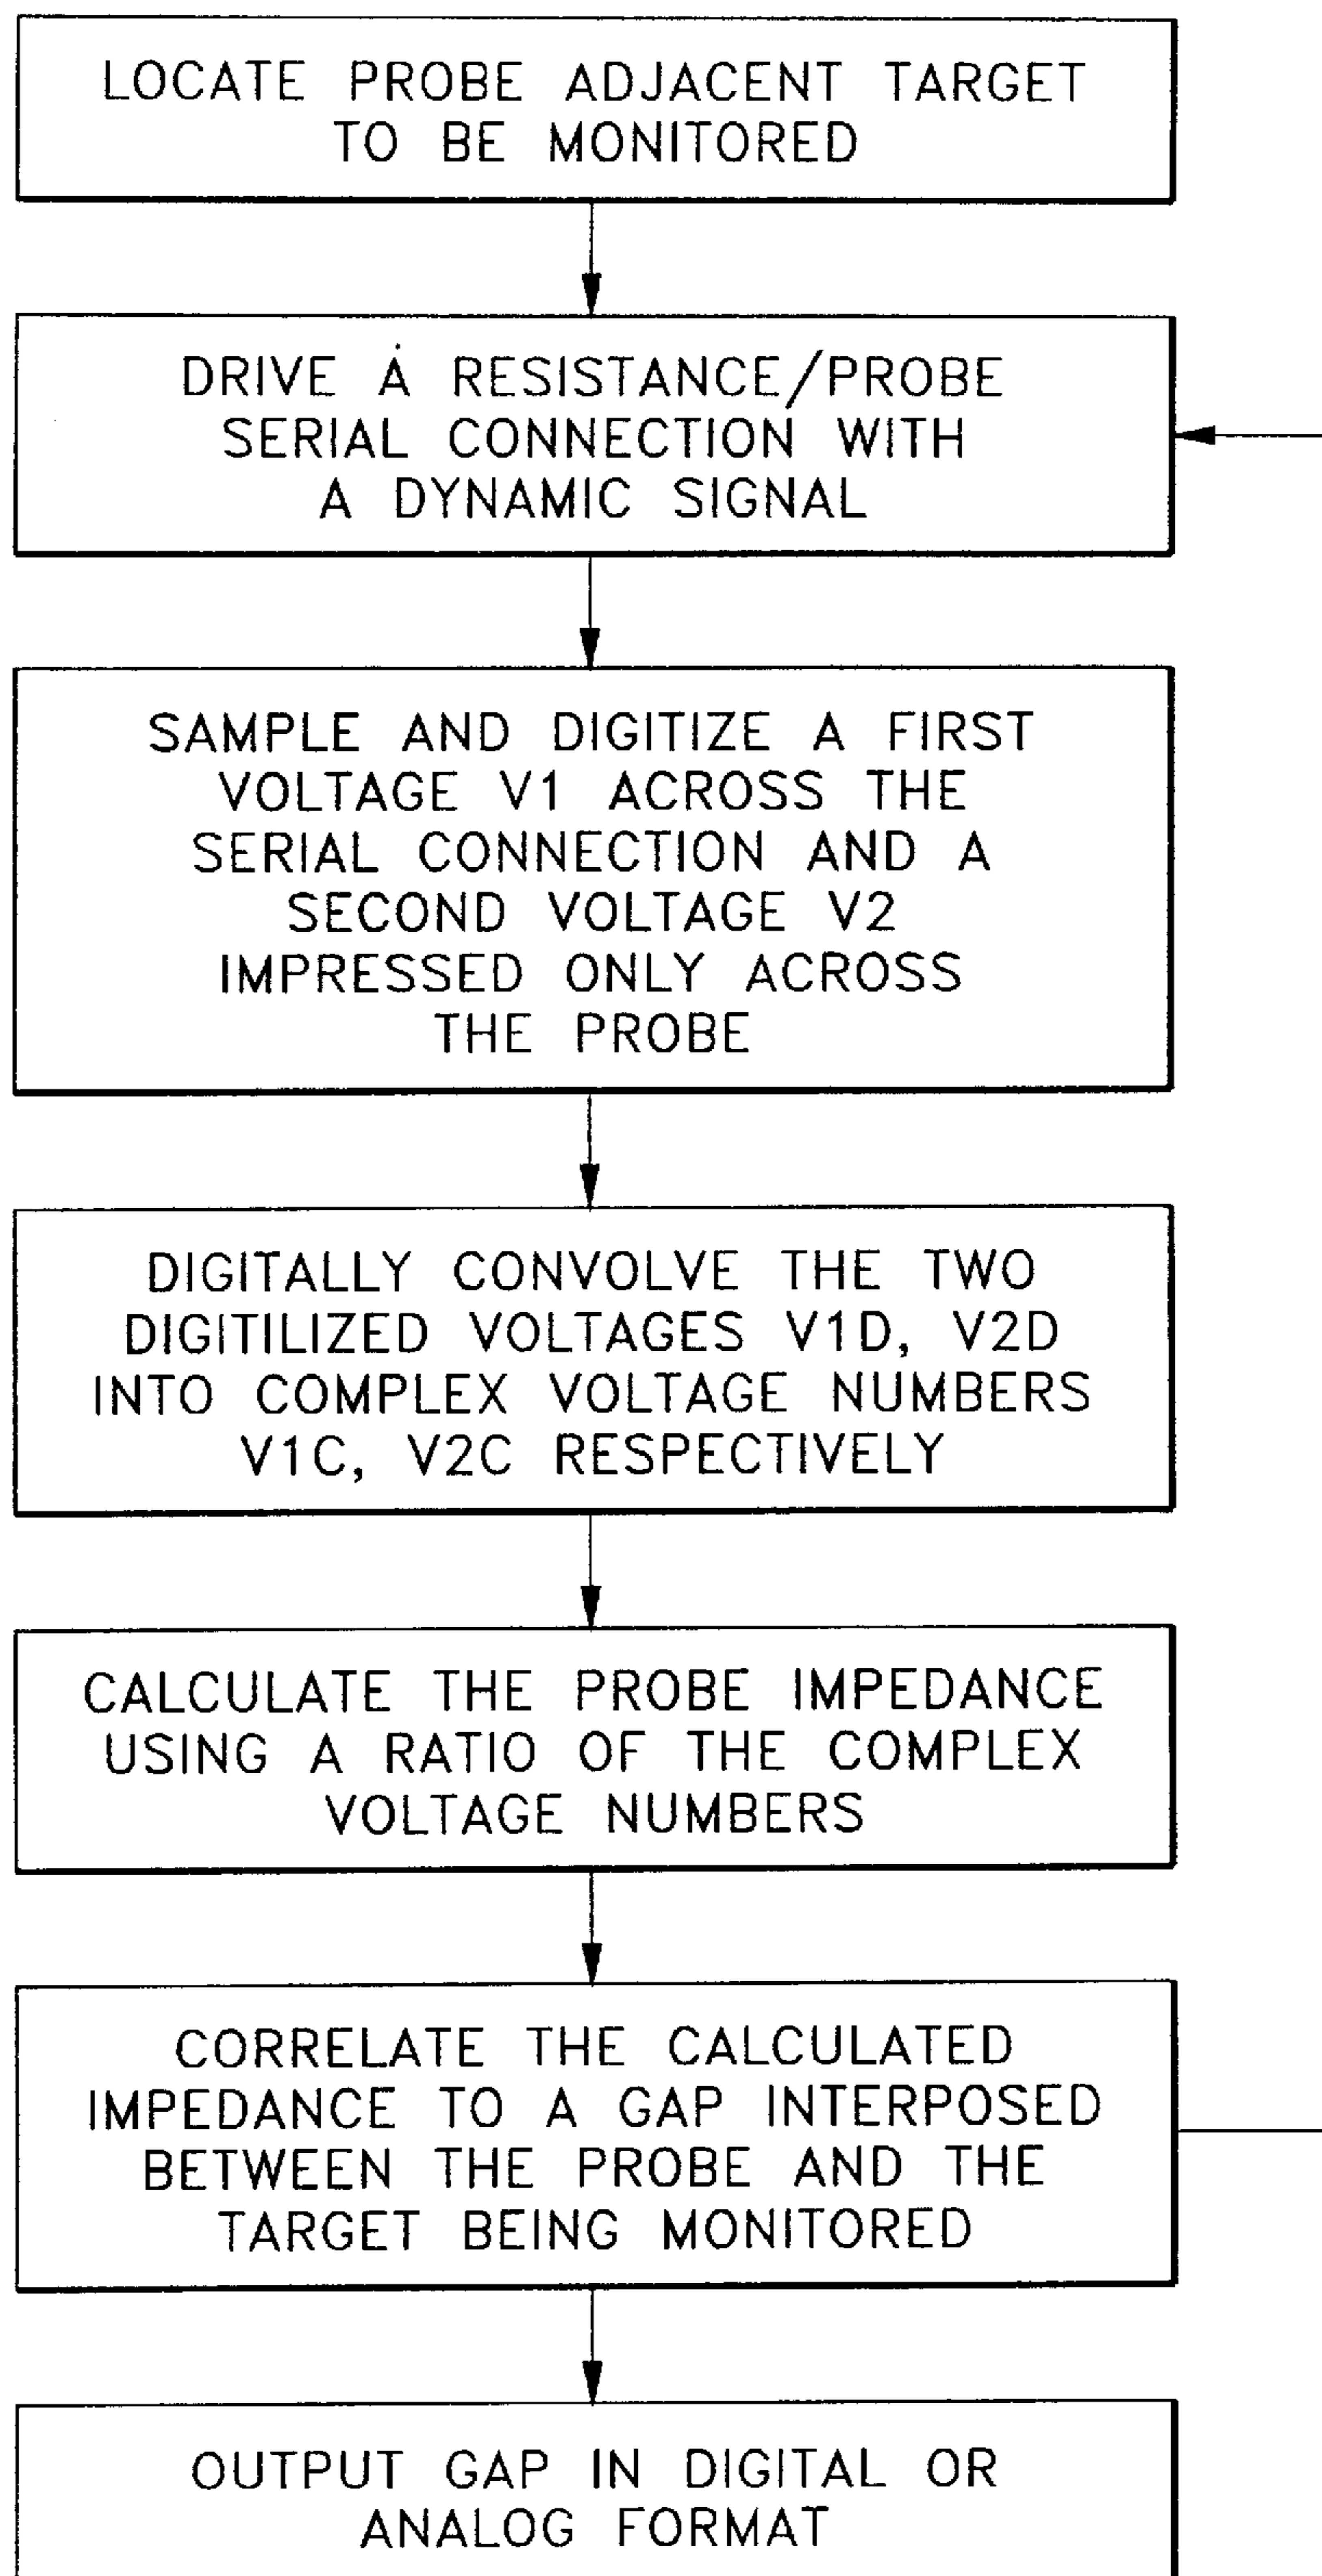 LOCATE PROBE ADJACENT TARGET
TO BE MONITORED
DRIVE A RESISTANCE/PROBE
SERIAL CONNECTION WITH
A DYNAMIC SIGNAL
SAMPLE AND DIGITIZE A FIRST
VOLTAGE V1 ACROSS THE
SERIAL CONNECTION AND A
SECOND VOLTAGE V2
IMPRESSED ONLY ACROSS
THE PROBE
DIGITALLY CONVOLVE THE TWO
DIGITILIZED VOLTAGES V1D, V2D
INTO COMPLEX VOLTAGE NUMBERS
V1C, V2C RESPECTIVELY
CALCULATE THE PROBE IMPEDANCE
USING A RATIO OF THE COMPLEX
VOLTAGE NUMBERS
CORRELATE THE CALCULATED
IMPEDANCE TO A GAP INTERPOSED
BETWEEN THE PROBE AND THE
TARGET BEING MONITORED
OUTPUT GAP IN DIGITAL OR
ANALOG FORMAT